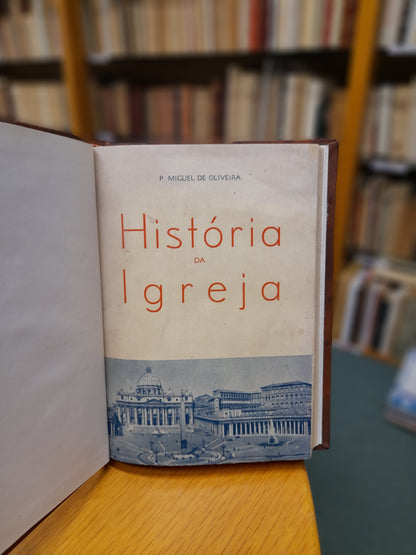 P. MIGUEL DE OLIVEIRA
História
DA
Igreja